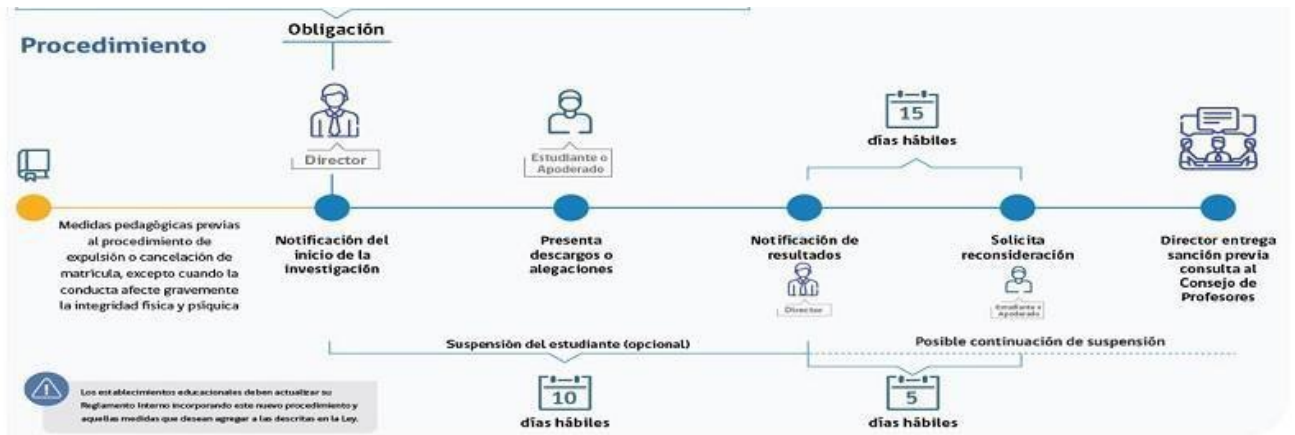 Procedimiento
Obligación
Director
Estudiante o
Apoderado
15
días hábiles
Medidas pedagógicas previas
al procedimiento de
expulsión o cancelación de
matrícula, excepto cuando la
conducta afecte gravemente
la integridad física y psíquica
Notificación del
inicio de la
investigación
Presenta
descargos o
alegaciones
Notificación de
resultados
Director
Solicita
reconsideración
Estudiante o
Apoderado
Director entrega
sanción previa
consulta al
Consejo de
Profesores
Suspensión del estudiante (opcional)
Posible continuación de suspensión
10
días hábiles
5
días hábiles
Los establecimientos educacionales deben actualizar su
Reglamento Interno incorporando este nuevo procedimiento y
aquellas medidas que desean agregar a las descritas en la Ley.